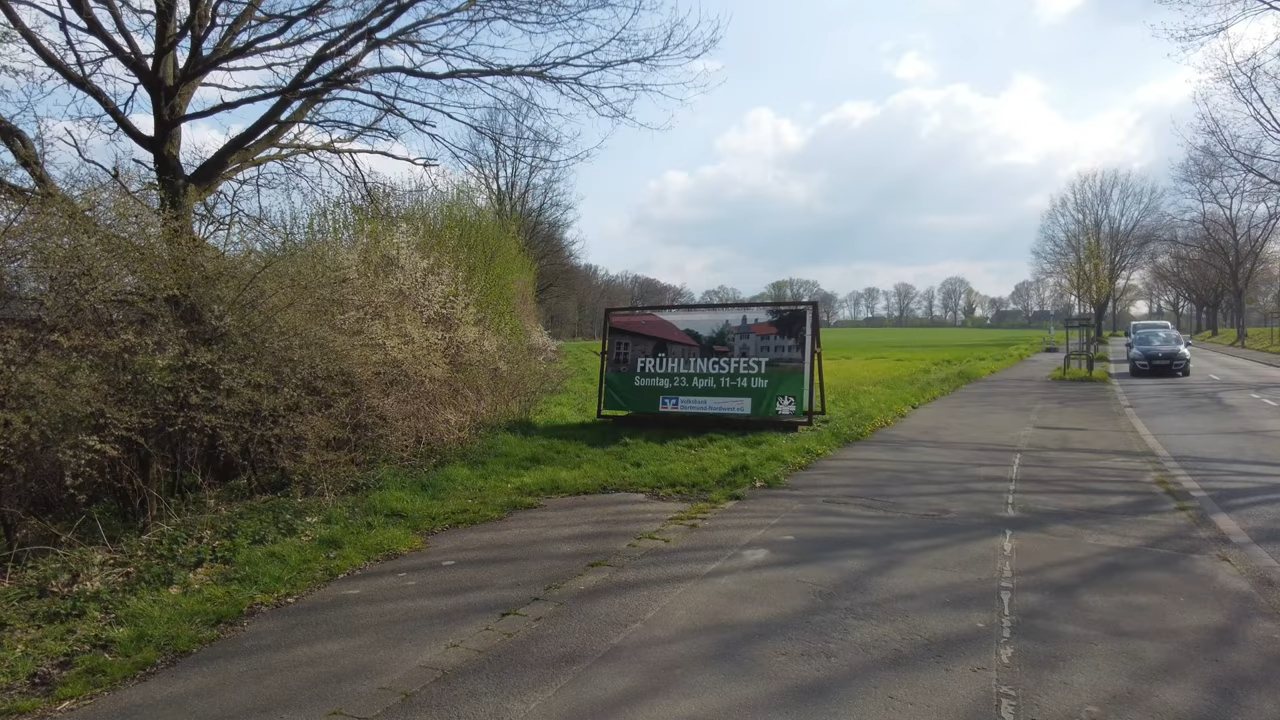 FRÜHLINGSFEST
Sonntag, 23. April, 11–14 Uhr
Volksbank
Dortmund-Nordwest eG